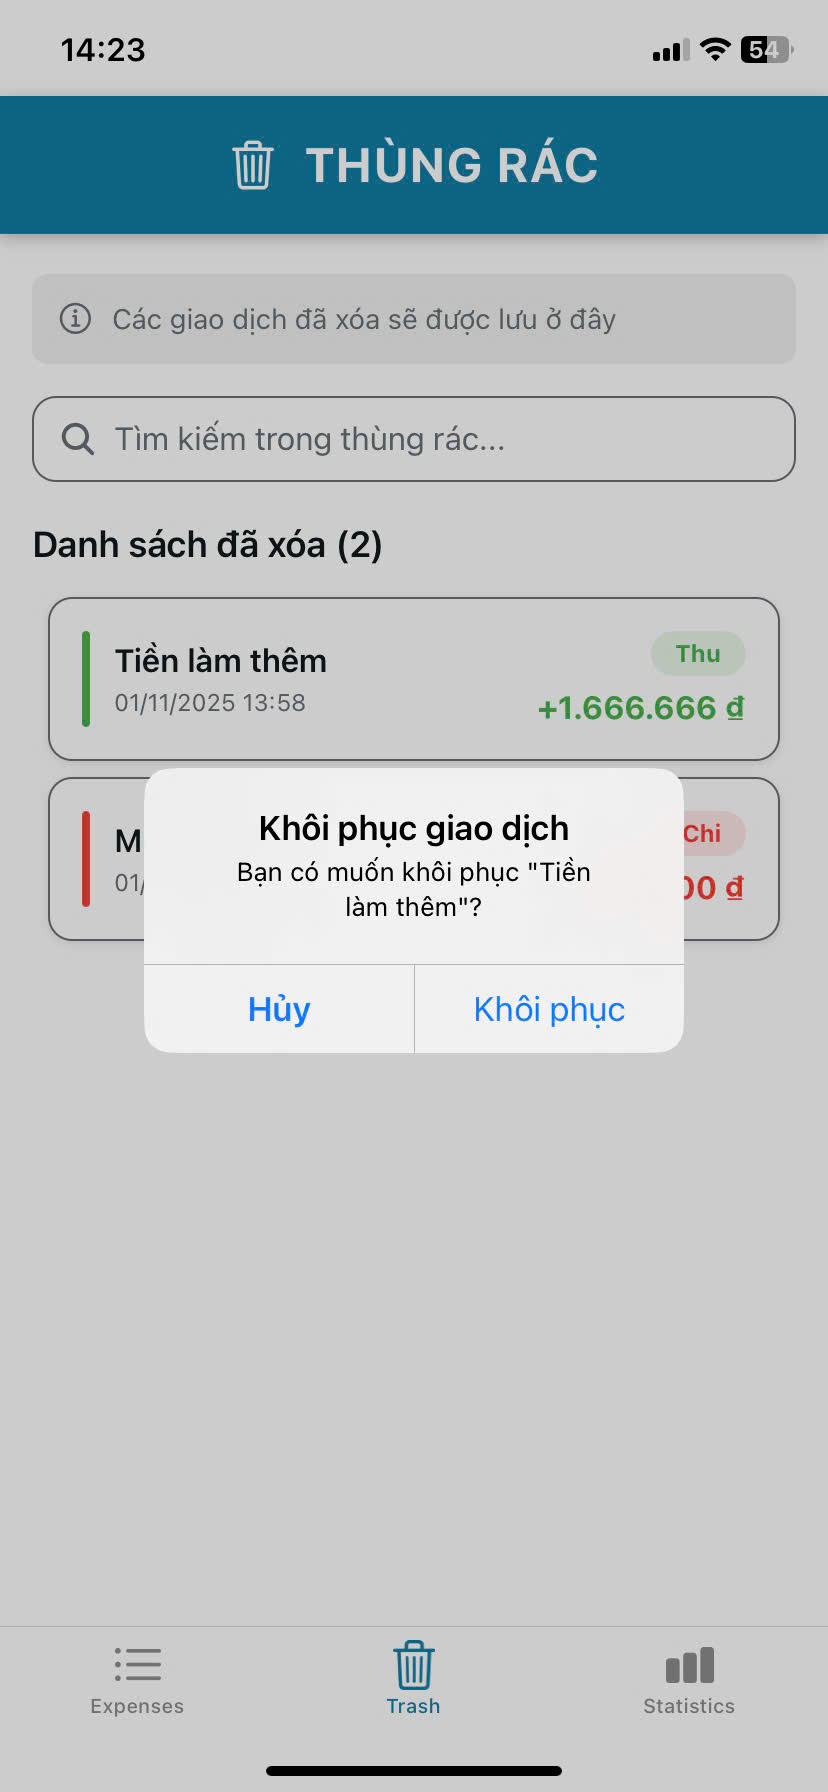 14:23
54
THÙNG RÁC
Các giao dịch đã xóa sẽ được lưu ở đây
Tìm kiếm trong thùng rác...
Danh sách đã xóa (2)
Tiền làm thêm
Thu
01/11/2025 13:58
+1.666.666 ₫
Chi
Khôi phục giao dịch
Bạn có muốn khôi phục "Tiền
làm thêm"?
Hủy
Khôi phục
Expenses
Trash
Statistics